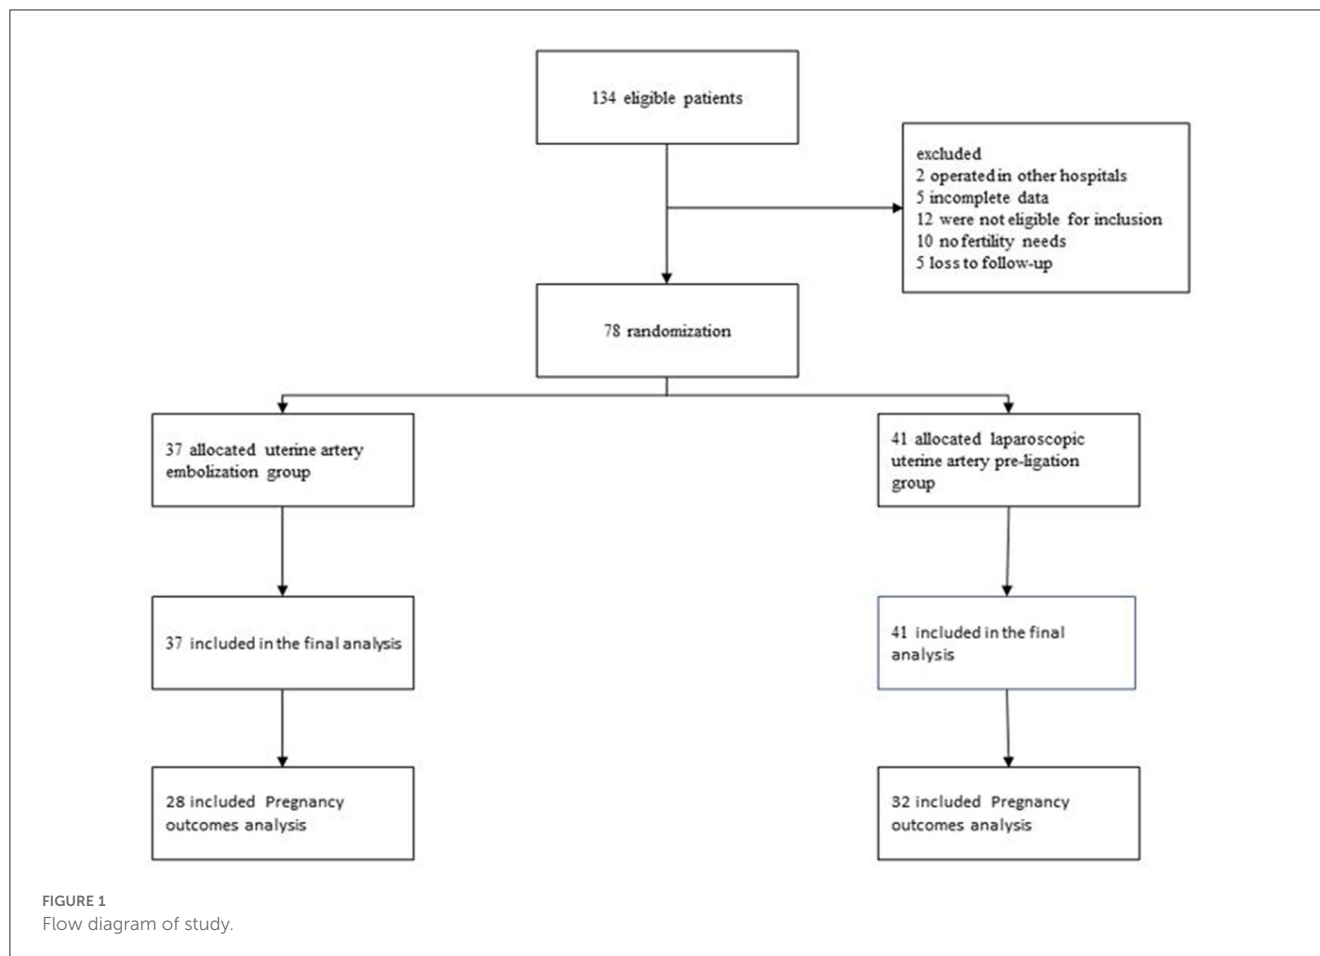 134 eligible patients
excluded
2 operated in other hospitals
5 incomplete data
12 were not eligible for inclusion
10 no fertility needs
5 loss to follow-up
78 randomization
37 allocated uterine artery
embolization group
41 allocated laparoscopic
uterine artery pre-ligation
group
37 included in the final analysis
41 included in the final
analysis
28 included Pregnancy
outcomes analysis
32 included Pregnancy
outcomes analysis
FIGURE 1
Flow diagram of study.